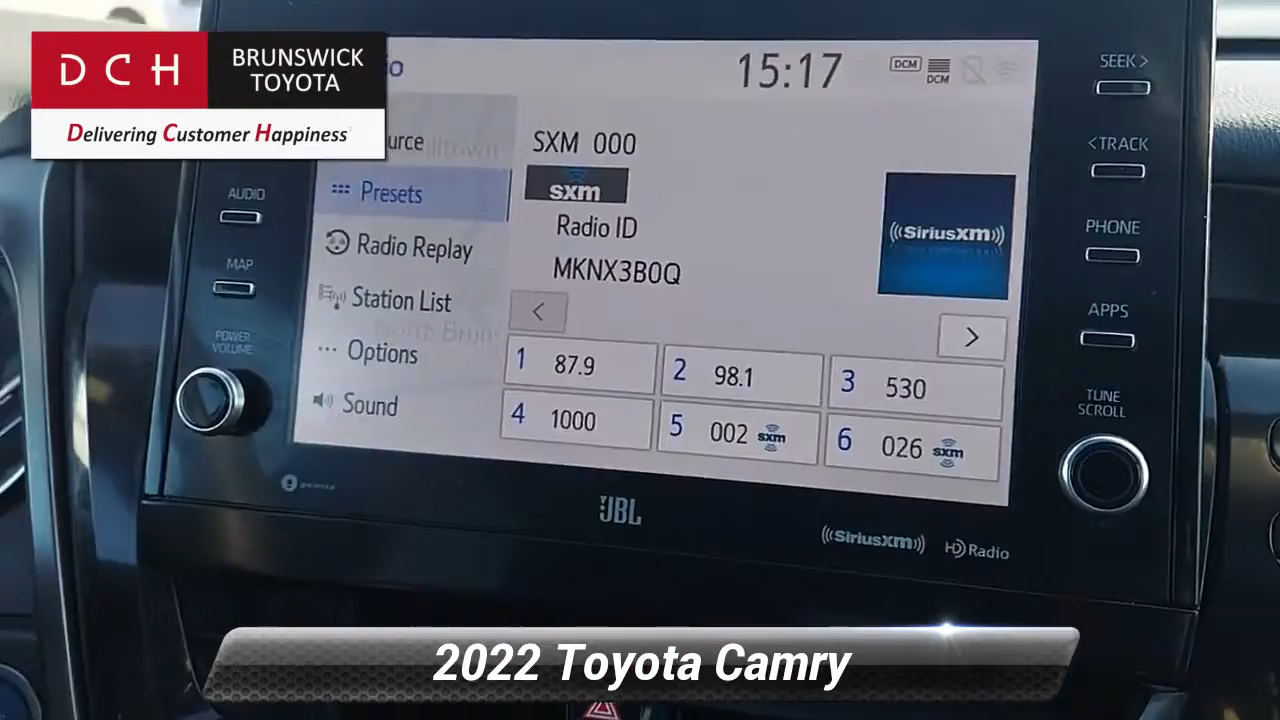 DCH
BRUNSWICK
TOYOTA
Delivering Customer Happiness
15:17
DCM
DCM
SEEK >
< TRACK
PHONE
APPS
TUNE
SCROLL
AUDIO
MAP
POWER
VOLUME
Presets
Radio Replay
Station List
Options
Sound
SXM 000
sxm
Radio ID
MKNX3B0Q
((SiriusXM))
<
>
1 87.9
2 98.1
3 530
4 1000
5 002 sxm
6 026 sxm
JBL
((SiriusXM))
HD Radio
2022 Toyota Camry